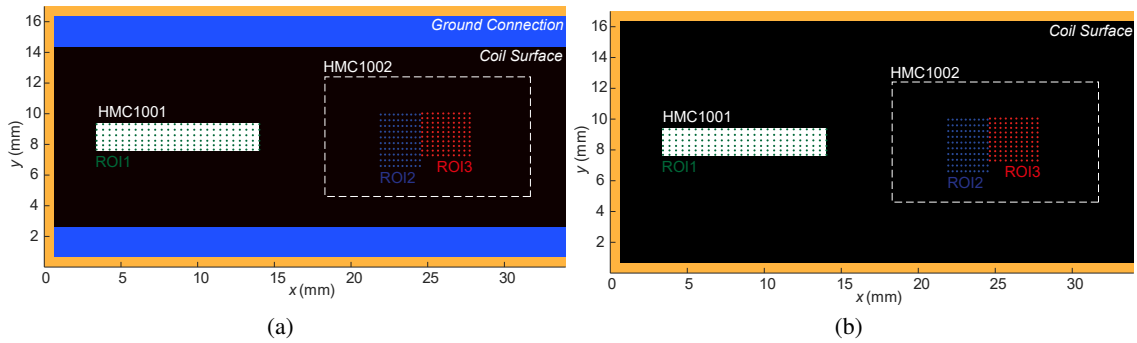 16
14
12
10
8
6
4
2
y (mm)
Ground Connection
Coil Surface
HMC1002
HMC1001
ROI1
ROI2
ROI3
0 5 10 15 20 25 30
x (mm)
(a)
16
14
12
10
8
6
4
2
y (mm)
Coil Surface
HMC1002
HMC1001
ROI1
ROI2
ROI3
0 5 10 15 20 25 30
x (mm)
(b)